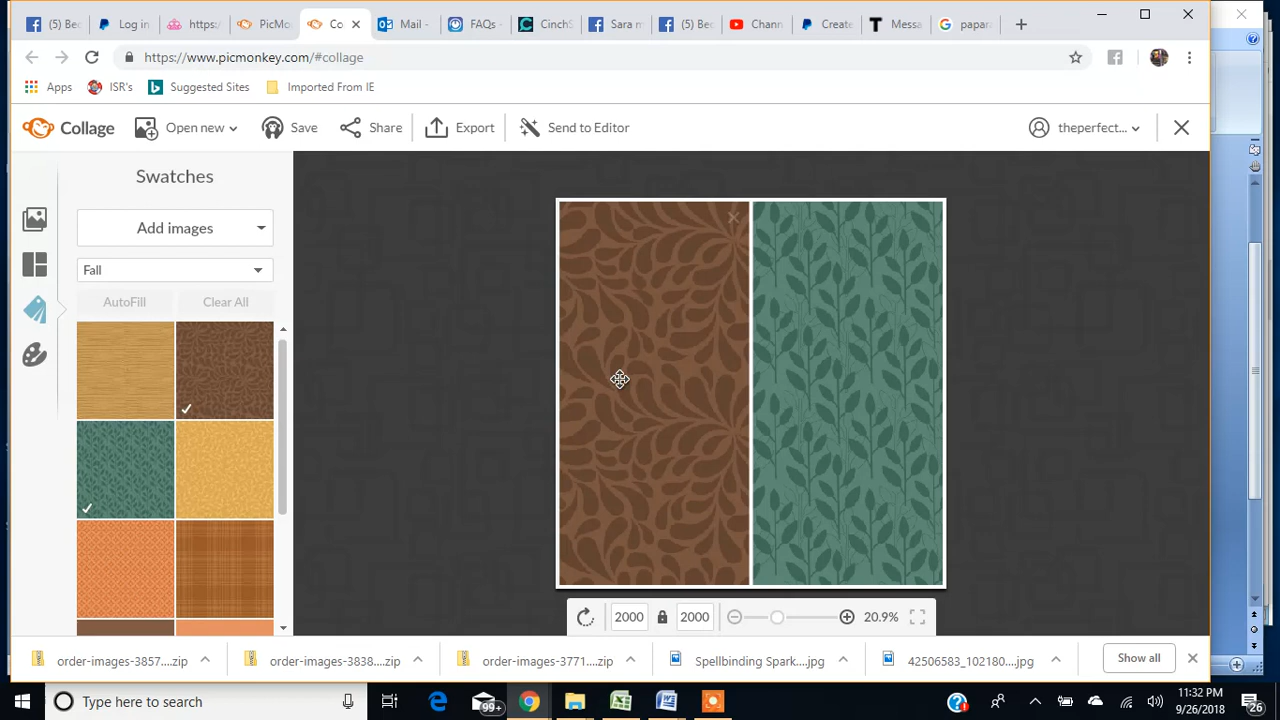 (5) Bec
Log in
https:/
PicMo
Co
Mail -
FAQs -
CinchS
Sara m
(5) Bec
Chann
Create
Messa
papar
https://www.picmonkey.com/#collage
Apps
ISR's
Suggested Sites
Imported From IE
Collage
Open new
Save
Share
Export
Send to Editor
theperfect...
Swatches
Add images
Fall
AutoFill
Clear All
2000
2000
20.9%
order-images-3857....zip
order-images-3838....zip
order-images-3771....zip
Spellbinding Spark....jpg
42506583_102180....jpg
Show all
Type here to search
99+
11:32 PM
9/26/2018
26